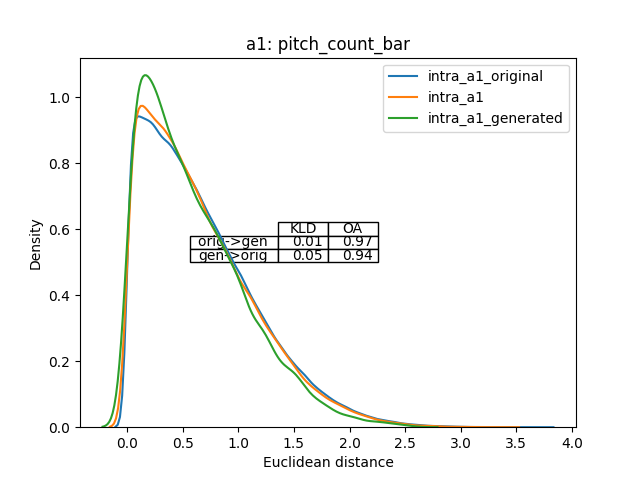 a1: pitch_count_bar
intra_a1_original
intra_a1
intra_a1_generated
Density
1.0
0.8
0.6
0.4
0.2
0.0
KLD OA
orig->gen 0.01 0.97
gen->orig 0.05 0.94
0.0 0.5 1.0 1.5 2.0 2.5 3.0 3.5 4.0
Euclidean distance